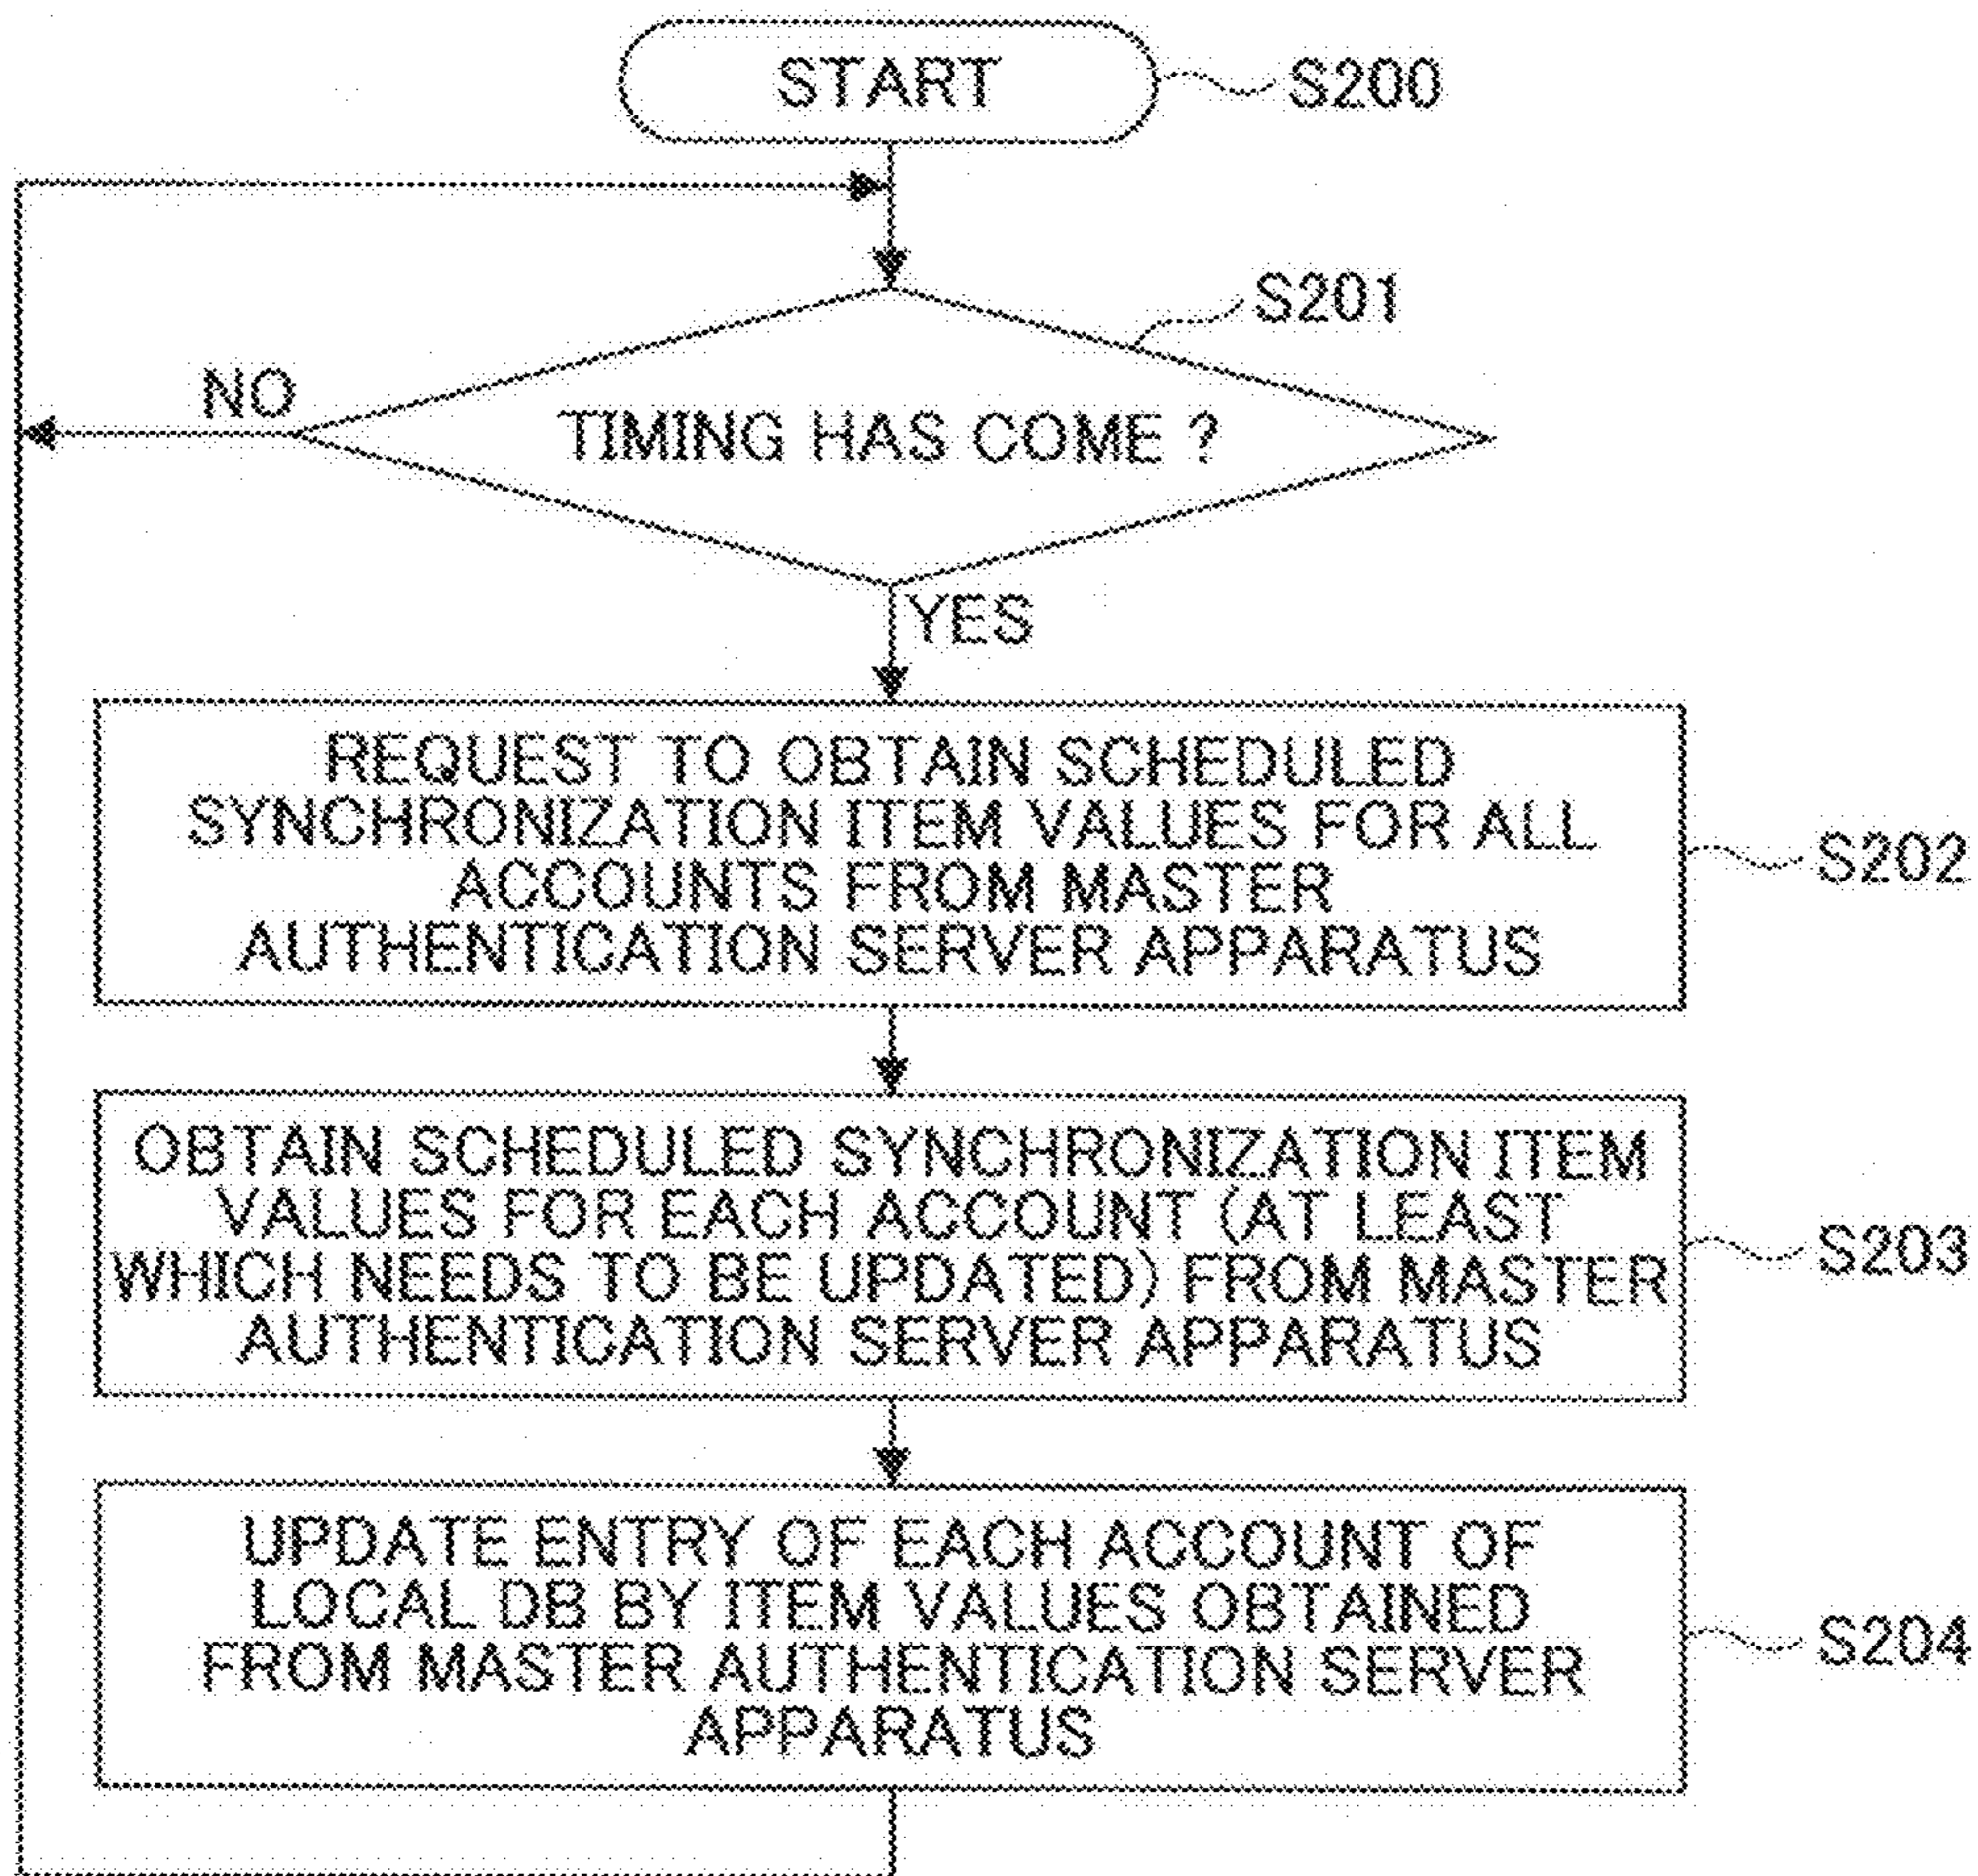 START
S200
S201
NO
TIMING HAS COME ?
YES
REQUEST TO OBTAIN SCHEDULED
SYNCHRONIZATION ITEM VALUES FOR ALL
ACCOUNTS FROM MASTER
AUTHENTICATION SERVER APPARATUS
S202
OBTAIN SCHEDULED SYNCHRONIZATION ITEM
VALUES FOR EACH ACCOUNT (AT LEAST
WHICH NEEDS TO BE UPDATED) FROM MASTER
AUTHENTICATION SERVER APPARATUS
S203
UPDATE ENTRY OF EACH ACCOUNT OF
LOCAL DB BY ITEM VALUES OBTAINED
FROM MASTER AUTHENTICATION SERVER
APPARATUS
S204